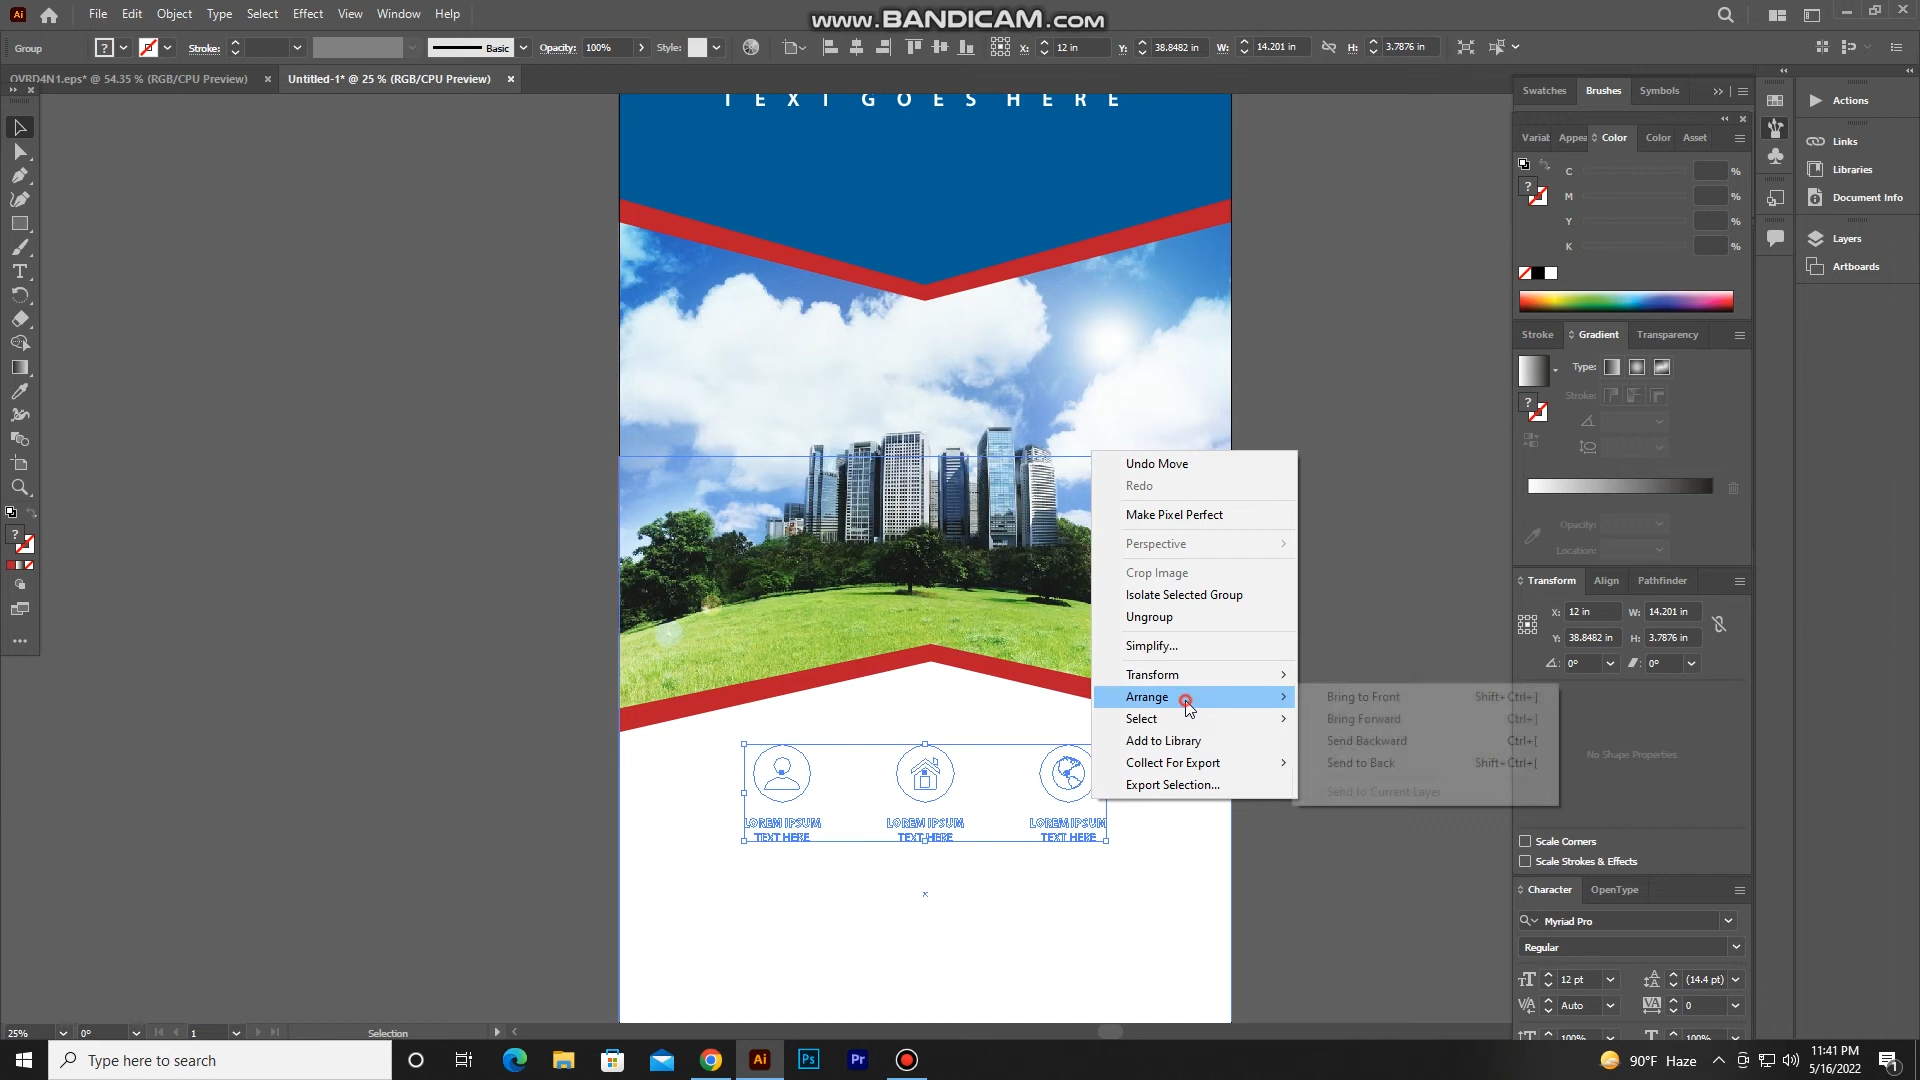 www.BANDICAM.com
Ai File Edit Object Type Select Effect View Window Help
Group ? Stroke: Basic Opacity: 100% Style: X: 12 in Y: 38.8482 in W: 14.201 in H: 3.7876 in
OVRD4N1.eps* @ 54.35 % (RGB/CPU Preview) × Untitled-1* @ 25 % (RGB/CPU Preview) ×
TEXT GOES HERE
Undo Move
Redo
Make Pixel Perfect
Perspective
Crop Image
Isolate Selected Group
Ungroup
Simplify...
Transform
Arrange
Select
Add to Library
Collect For Export
Export Selection...
Bring to Front Shift+Ctrl+]
Bring Forward Ctrl+]
Send Backward Ctrl+[
Send to Back Shift+Ctrl+[
Send to Current Layer
LOREM IPSUM LOREM IPSUM LOREM IPSUM
TEXT HERE TEXT HERE TEXT HERE
Swatches Brushes Symbols
Variat Appea Color Color Asset
C %
M %
Y %
K %
Stroke Gradient Transparency
Type:
Stroke:
Opacity:
Location:
Transform Align Pathfinder
X: 12 in W: 14.201 in
Y: 38.8482 in H: 3.7876 in
0° 0°
No Shape Properties
Scale Corners
Scale Strokes & Effects
Character OpenType
Myriad Pro
Regular
12 pt (14.4 pt)
Auto 0
100% 100%
Actions
Links
Libraries
Document Info
Layers
Artboards
25% 0° 1 Selection
Type here to search
Ai Ps Pr
90°F Haze
11:41 PM
5/16/2022
1